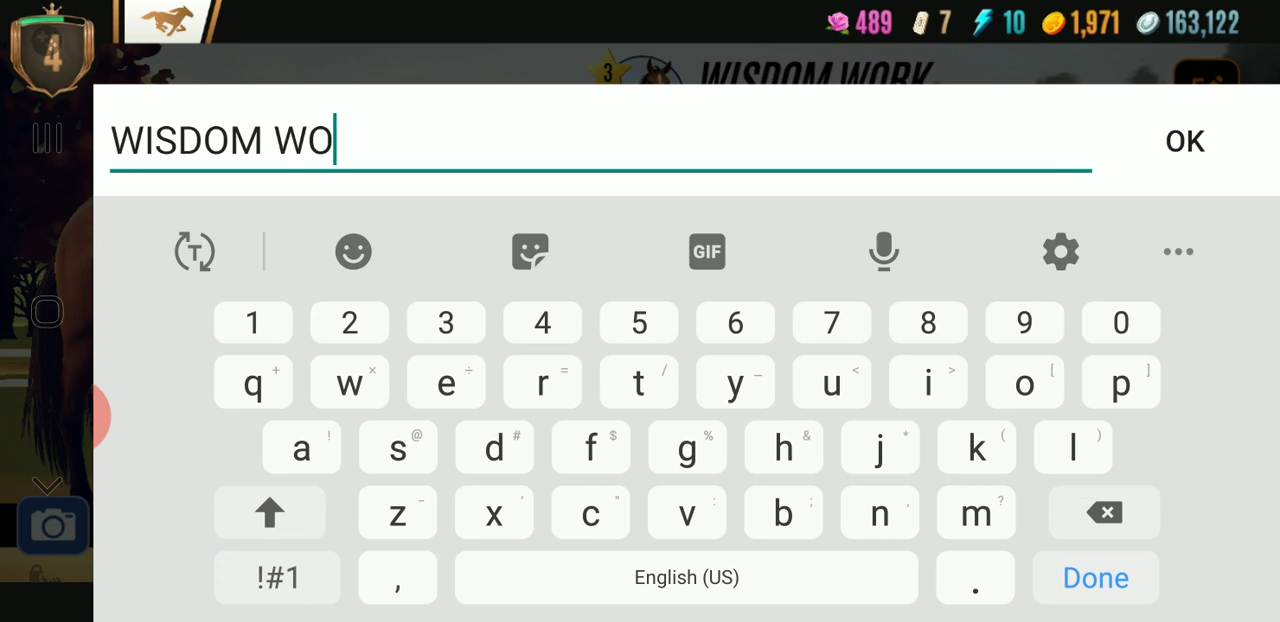 4
489 7 10 1,971 163,122
3 WISDOM WORK
WISDOM WO
OK
T GIF
1 2 3 4 5 6 7 8 9 0
q + w × e ÷ r = t / y _ u < i > o [ p ]
a ! s @ d # f $ g % h & j * k ( l )
z - x ' c " v : b ; n , m ?
!#1 , English (US) . Done